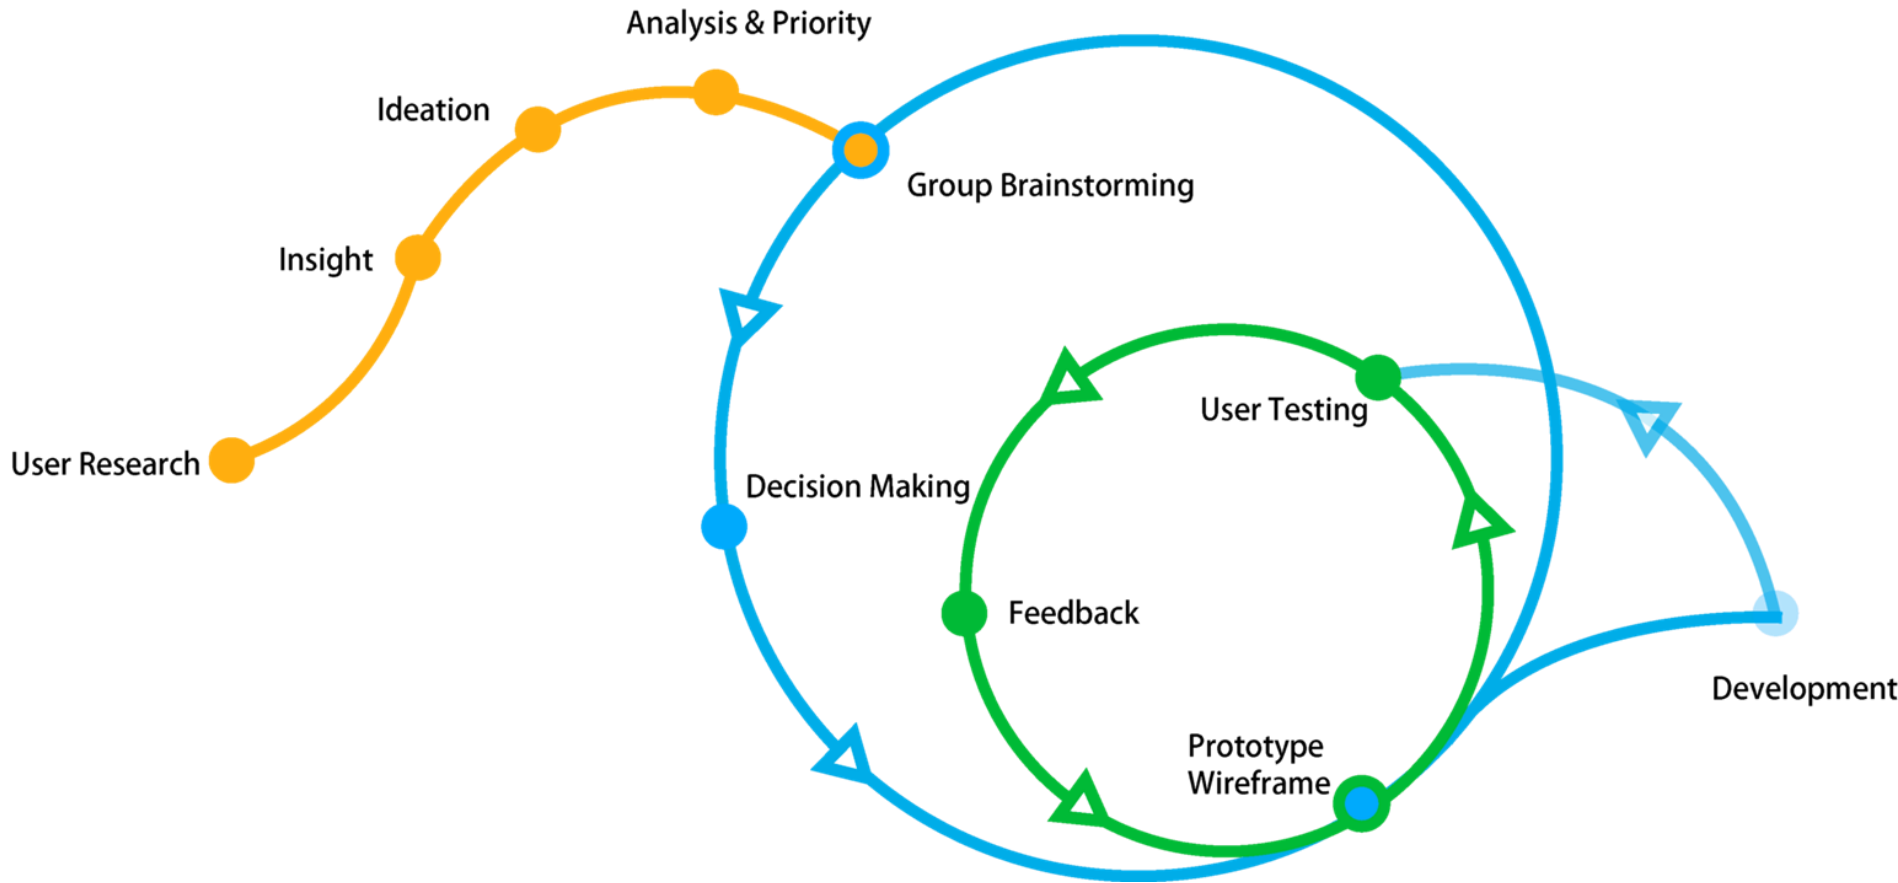 Analysis & Priority
Ideation
Group Brainstorming
Insight
User Testing
User Research
Decision Making
Feedback
Development
Prototype
Wireframe